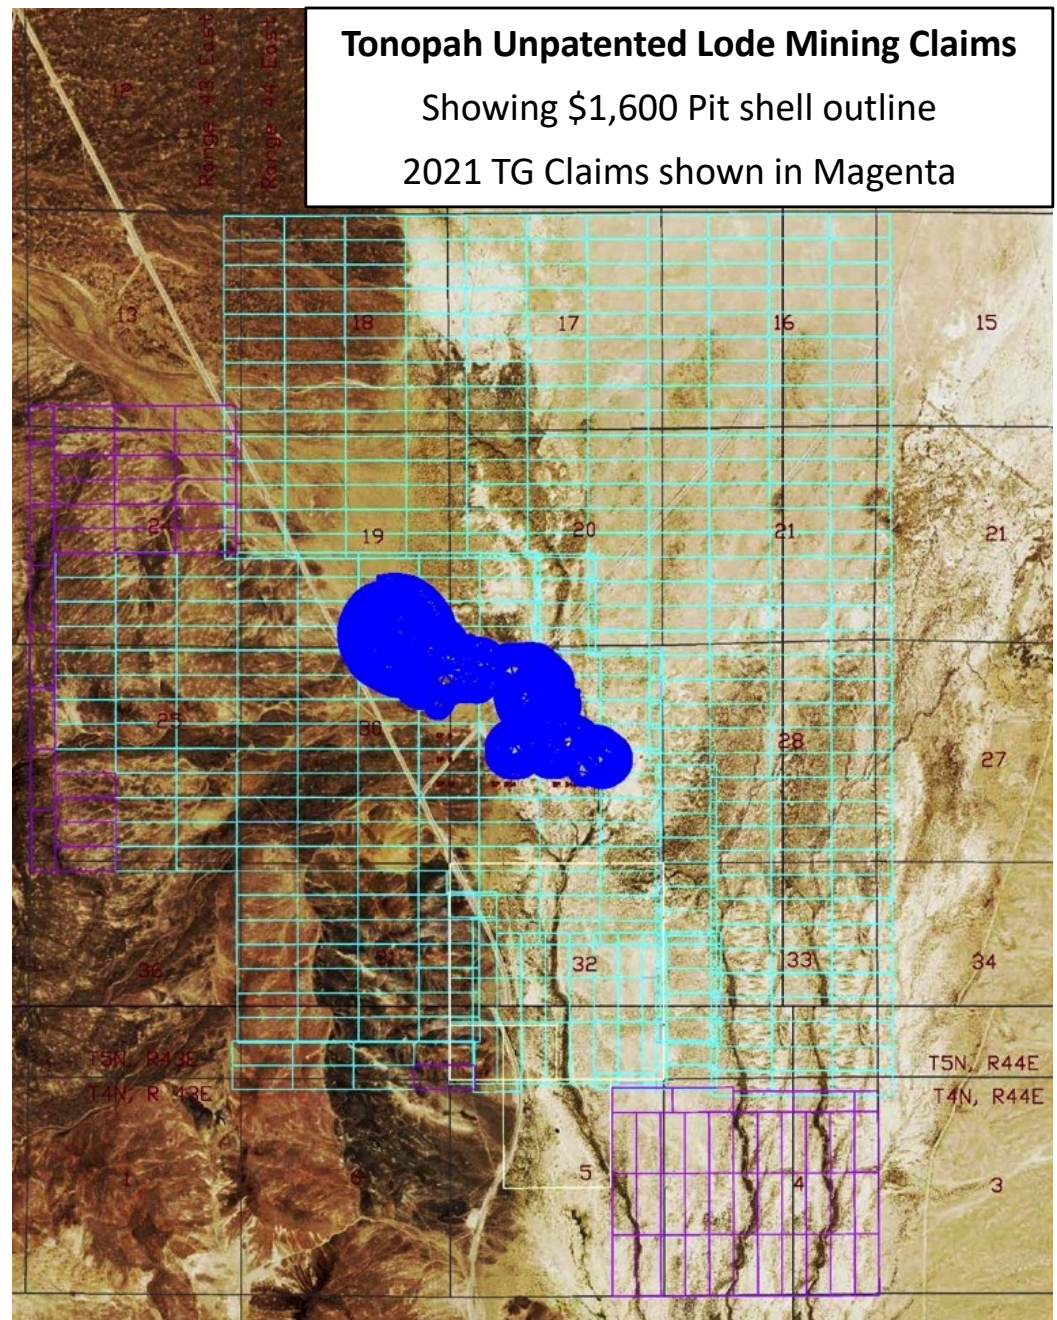 Tonopah Unpatented Lode Mining Claims
Showing $1,600 Pit shell outline
2021 TG Claims shown in Magenta
Range 43 East
Range 44 East
12
13
18
17
16
15
24
19
20
21
21
25
30
28
27
36
31
32
33
34
T5N, R43E
T5N, R44E
T4N, R 43E
T4N, R44E
1
6
5
4
3